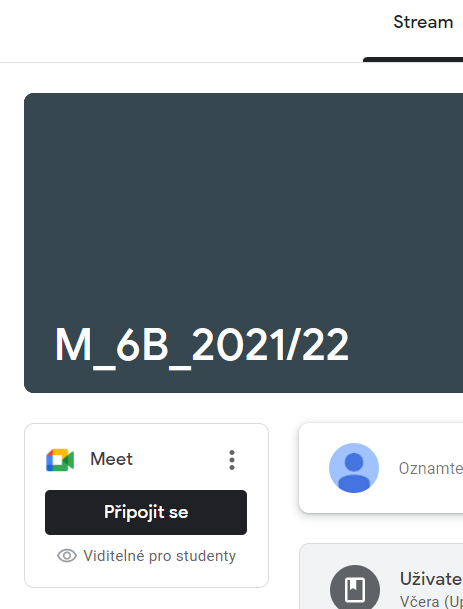 Stream
M_6B_2021/22
Meet
Připojit se
Viditelné pro studenty
Oznamte
Uživate
Včera (Up